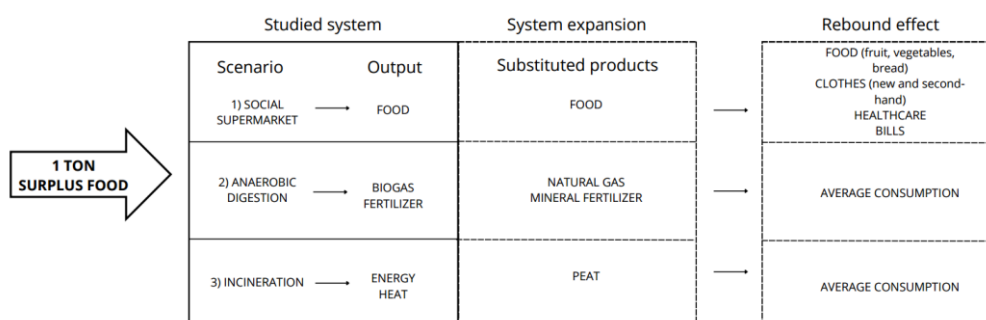 Studied system
System expansion
Rebound effect
Scenario
Output
Substituted products
1) SOCIAL
SUPERMARKET
FOOD
FOOD
FOOD (fruit, vegetables,
bread)
CLOTHES (new and second-
hand)
HEALTHCARE
BILLS
1 TON
SURPLUS FOOD
2) ANAEROBIC
DIGESTION
BIOGAS
FERTILIZER
NATURAL GAS
MINERAL FERTILIZER
AVERAGE CONSUMPTION
3) INCINERATION
ENERGY
HEAT
PEAT
AVERAGE CONSUMPTION